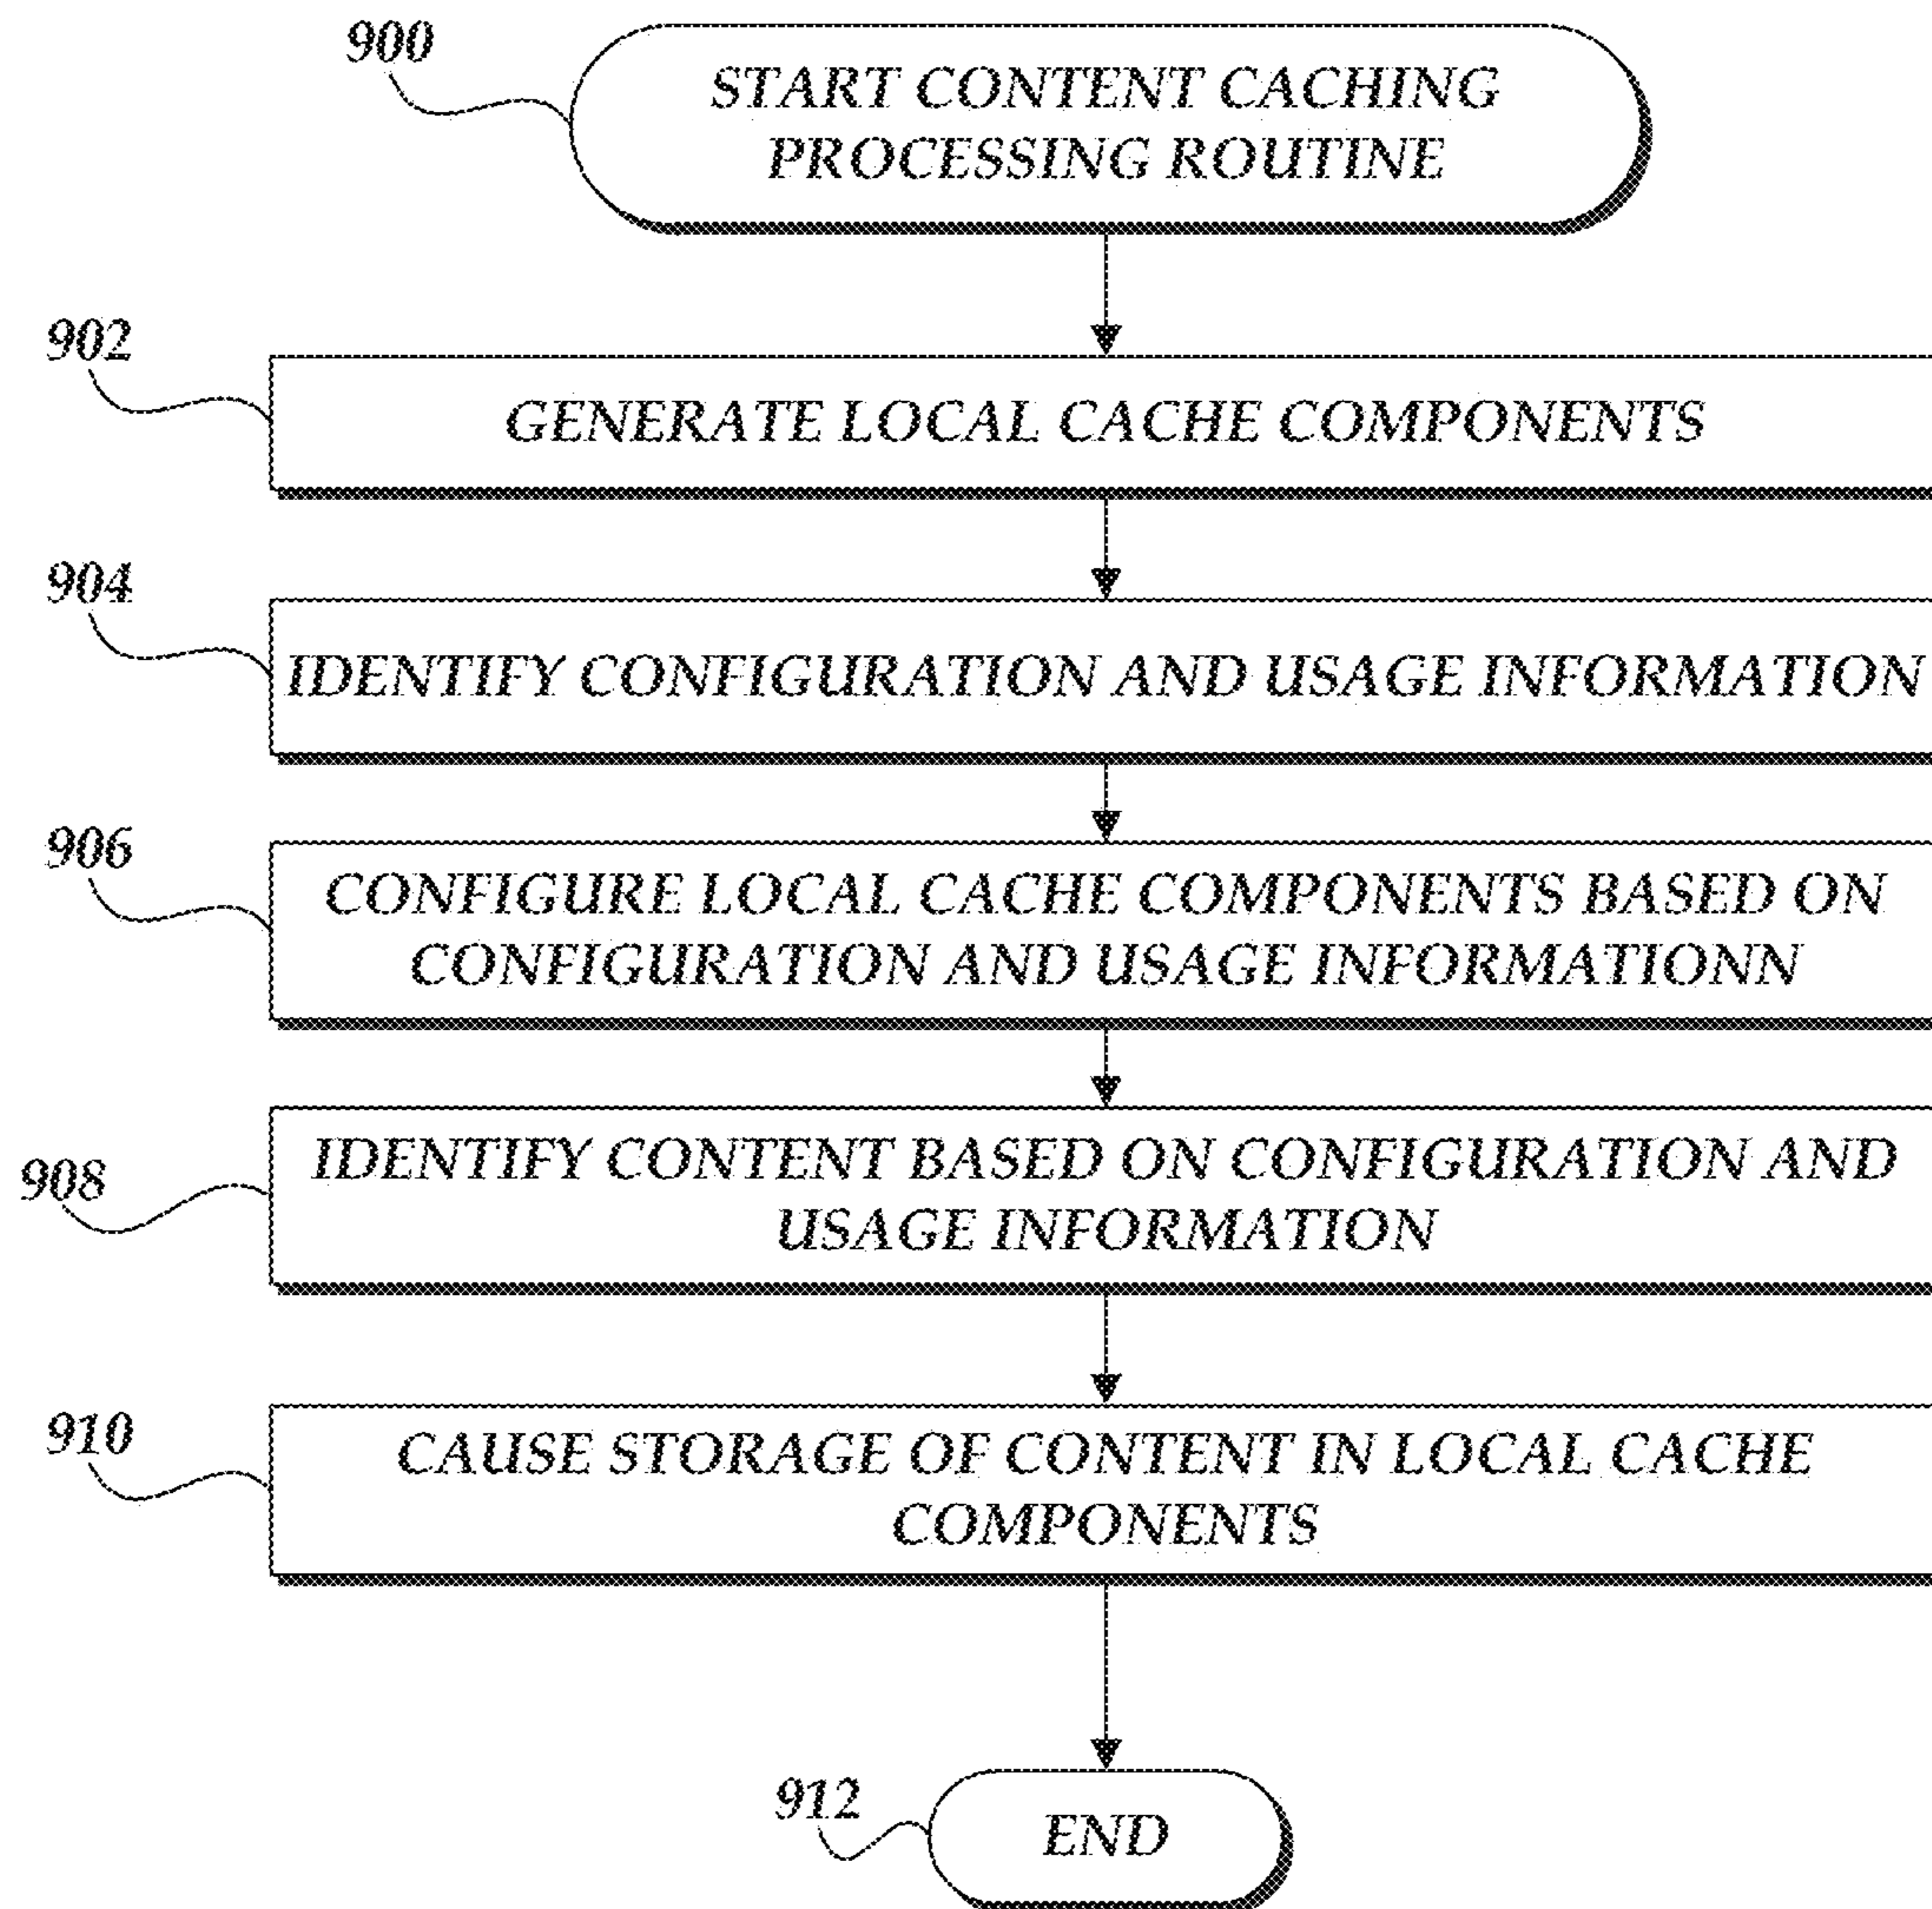 900
START CONTENT CACHING
PROCESSING ROUTINE
902
GENERATE LOCAL CACHE COMPONENTS
904
IDENTIFY CONFIGURATION AND USAGE INFORMATION
906
CONFIGURE LOCAL CACHE COMPONENTS BASED ON
CONFIGURATION AND USAGE INFORMATIONN
908
IDENTIFY CONTENT BASED ON CONFIGURATION AND
USAGE INFORMATION
910
CAUSE STORAGE OF CONTENT IN LOCAL CACHE
COMPONENTS
912
END